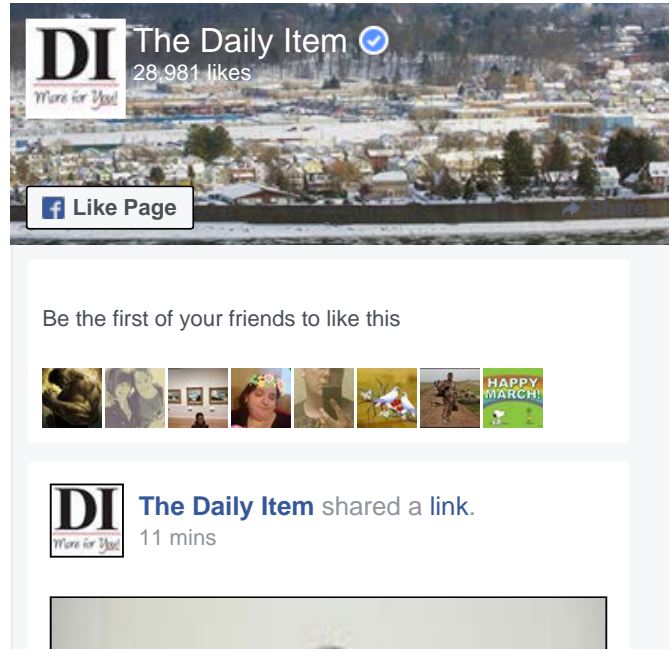 DI
More for You!
The Daily Item
28,981 likes
Like Page
Share
Be the first of your friends to like this
HAPPY
MARCH!
DI
More for You!
The Daily Item shared a link.
11 mins